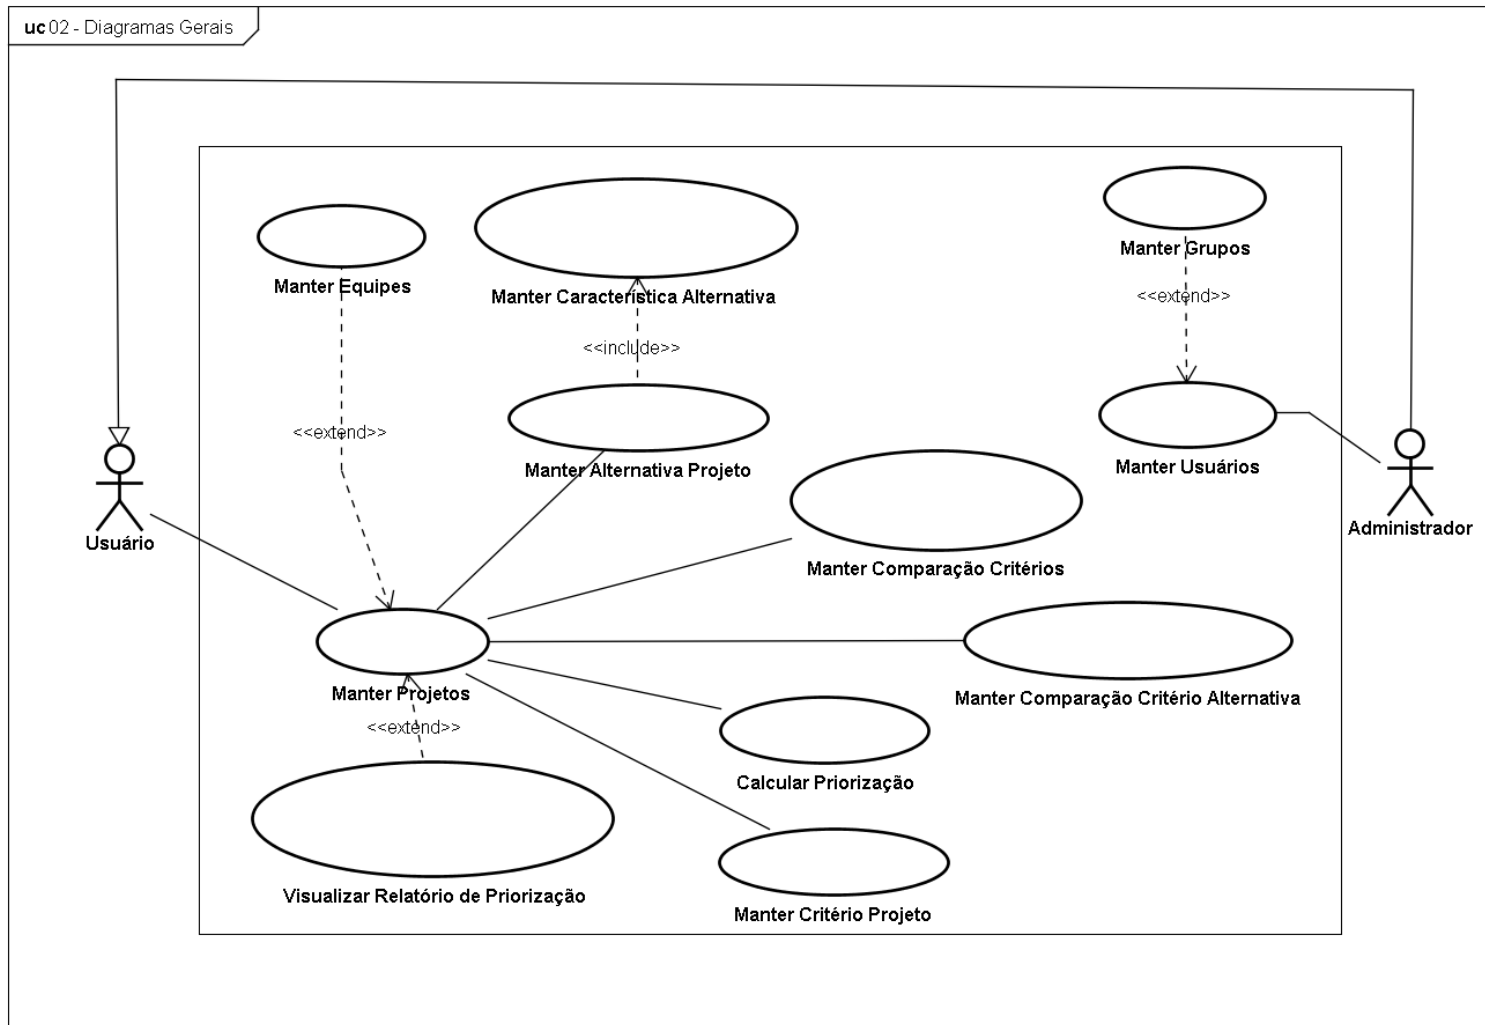 uc 02 - Diagramas Gerais
Manter Equipes
Manter Característica Alternativa
Manter Grupos
<<extend>>
<<include>>
<<extend>>
Manter Alternativa Projeto
Manter Usuários
Usuário
Administrador
Manter Comparação Critérios
Manter Projetos
Manter Comparação Critério Alternativa
<<extend>>
Calcular Priorização
Visualizar Relatório de Priorização
Manter Critério Projeto